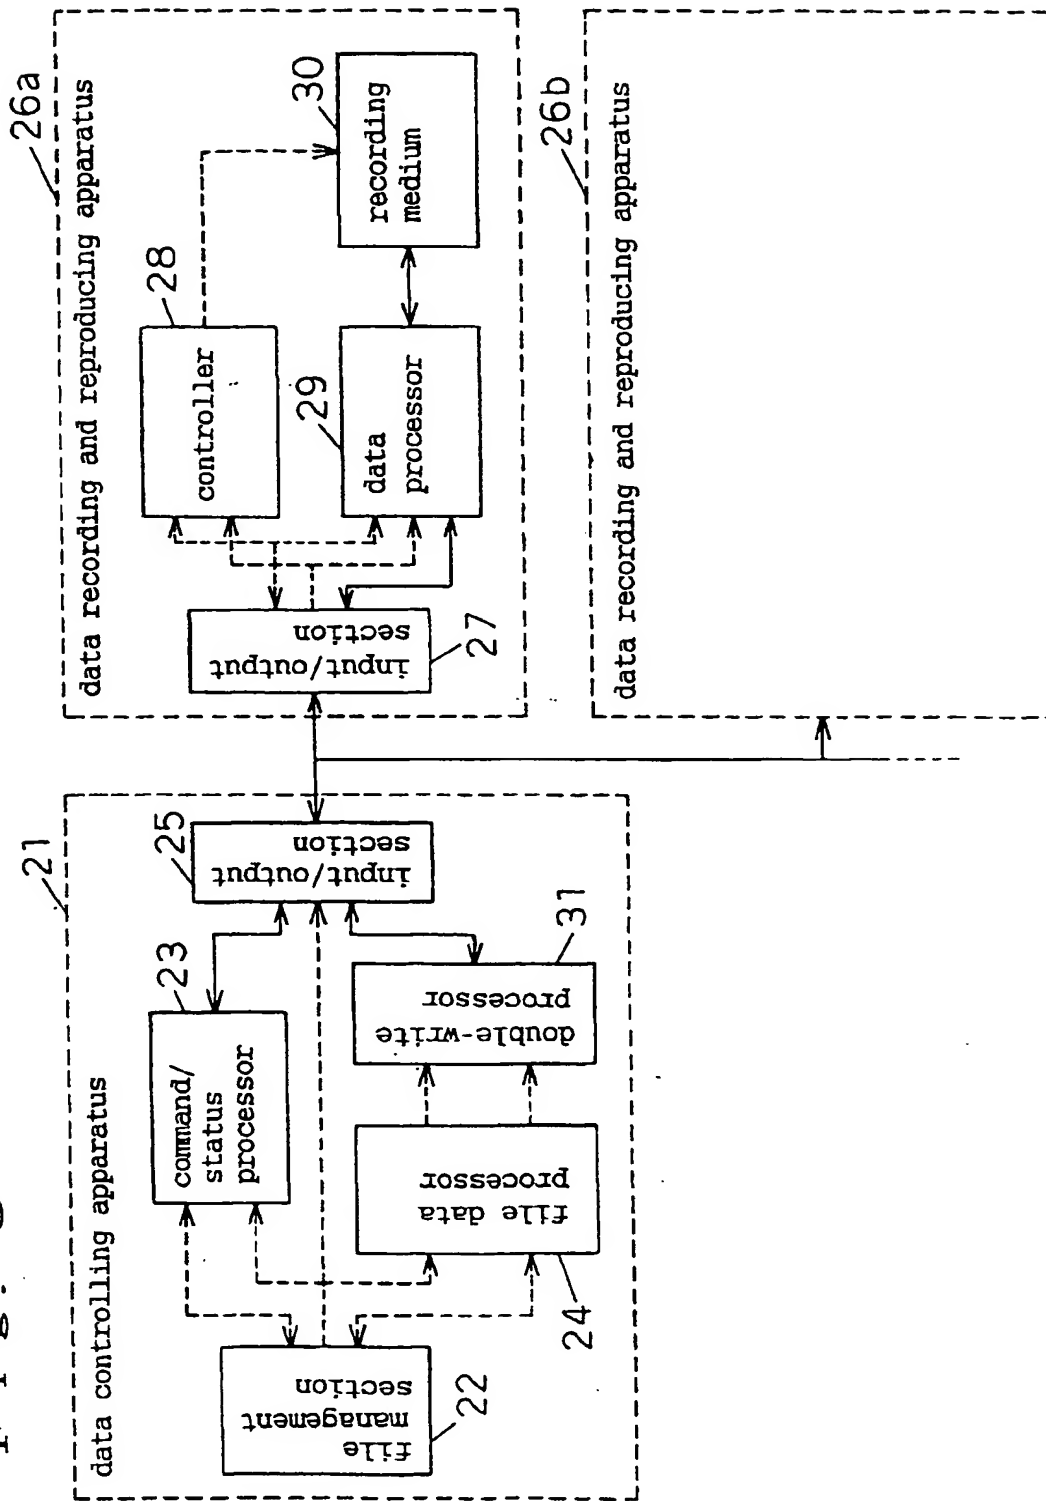 data controlling apparatus
21
file
management
section
22
command/
status
processor
23
file data
processor
24
double-write
processor
31
input/output
section
25
data recording and reproducing apparatus
26a
input/output
section
27
controller
28
data
processor
29
recording
medium
30
data recording and reproducing apparatus
26b